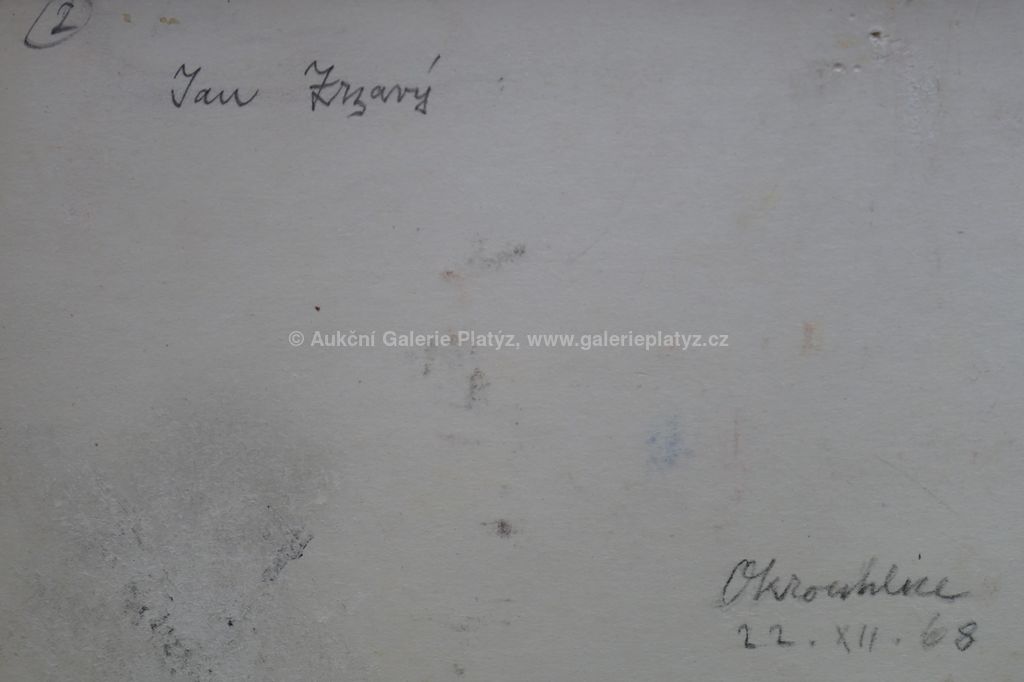 2
Jan Zrzavý
© Aukční Galerie Platýz, www.galerieplatyz.cz
Okrouhlice
22. XII. 68